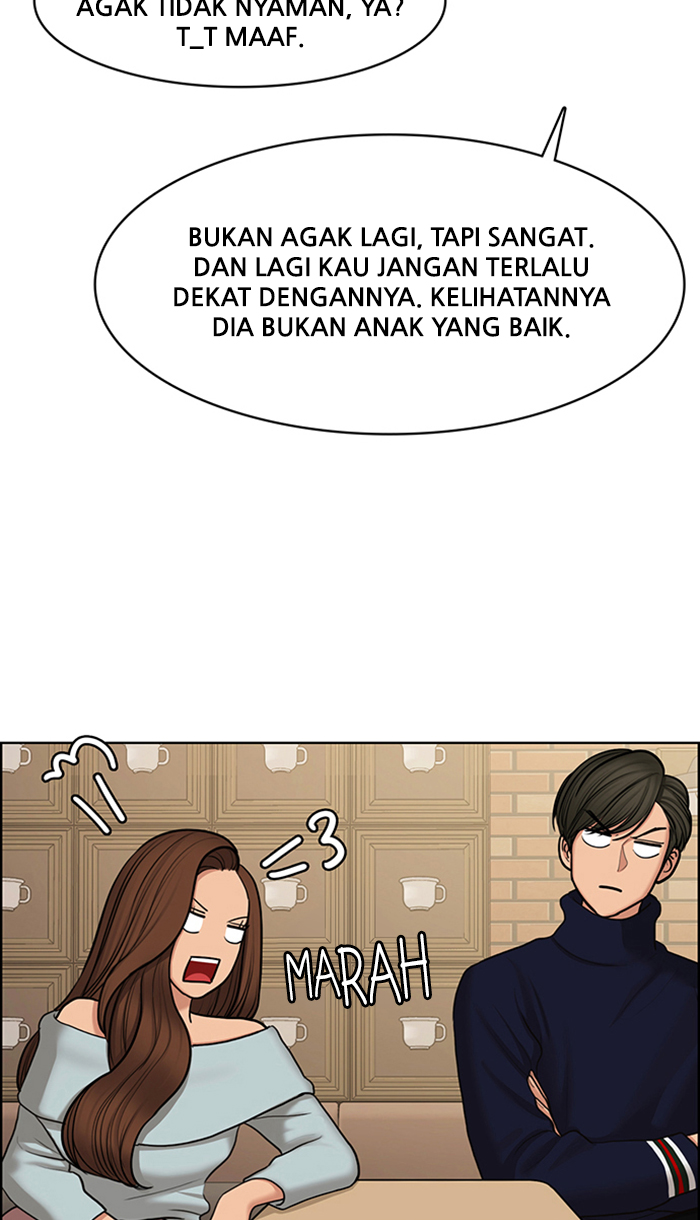 AGAK TIDAK NYAMAN, YA?
T_T MAAF.
BUKAN AGAK LAGI, TAPI SANGAT.
DAN LAGI KAU JANGAN TERLALU
DEKAT DENGANNYA. KELIHATANNYA
DIA BUKAN ANAK YANG BAIK.
MARAH